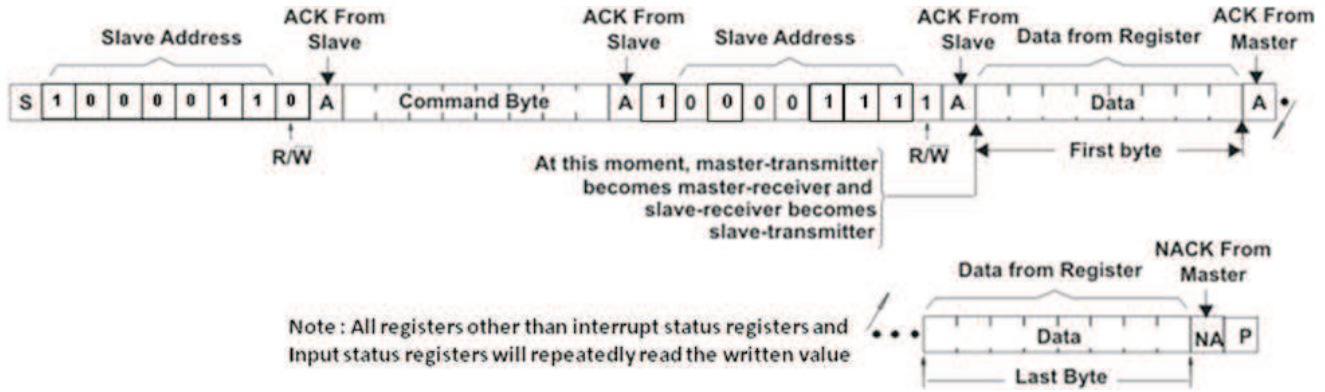 ACK From
Slave
ACK From
Slave
ACK From
Slave
ACK From
Master
Slave Address
Slave Address
Data from Register
S 1 0 0 0 0 1 1 0 A Command Byte A 1 0 0 0 0 1 1 1 1 A Data A
R/W̅
R/W̅
First byte
At this moment, master-transmitter
becomes master-receiver and
slave-receiver becomes
slave-transmitter
NACK From
Master
Data from Register
Note : All registers other than interrupt status registers and
Input status registers will repeatedly read the written value
Data NA P
Last Byte